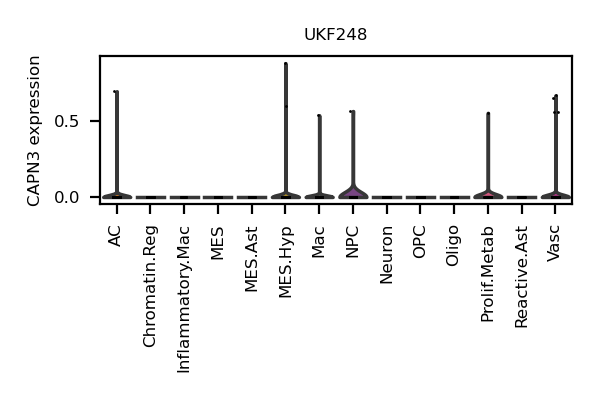 UKF248
CAPN3 expression
0.5
0.0
AC
Chromatin.Reg
Inflammatory.Mac
MES
MES.Ast
MES.Hyp
Mac
NPC
Neuron
OPC
Oligo
Prolif.Metab
Reactive.Ast
Vasc